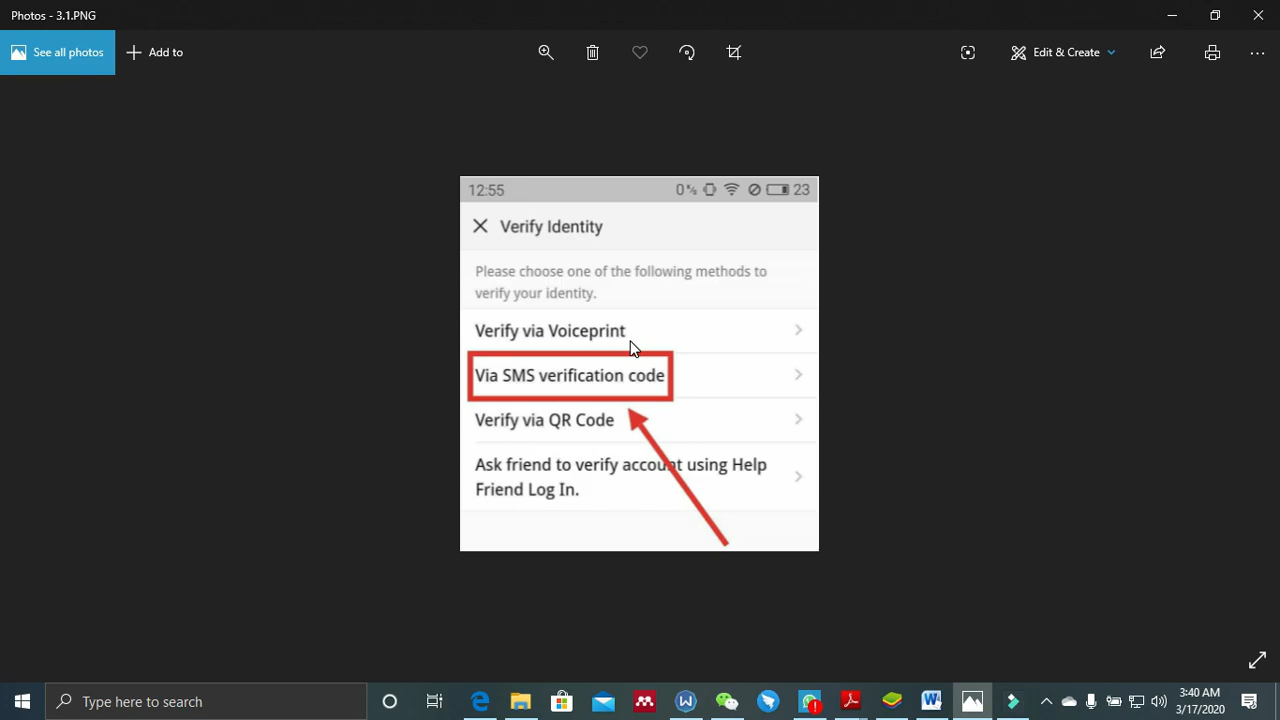 Photos - 3.1.PNG
See all photos
Add to
Edit & Create
12:55
0% 23
Verify Identity
Please choose one of the following methods to
verify your identity.
Verify via Voiceprint
Via SMS verification code
Verify via QR Code
Ask friend to verify account using Help
Friend Log In.
Type here to search
3:40 AM
3/17/2020